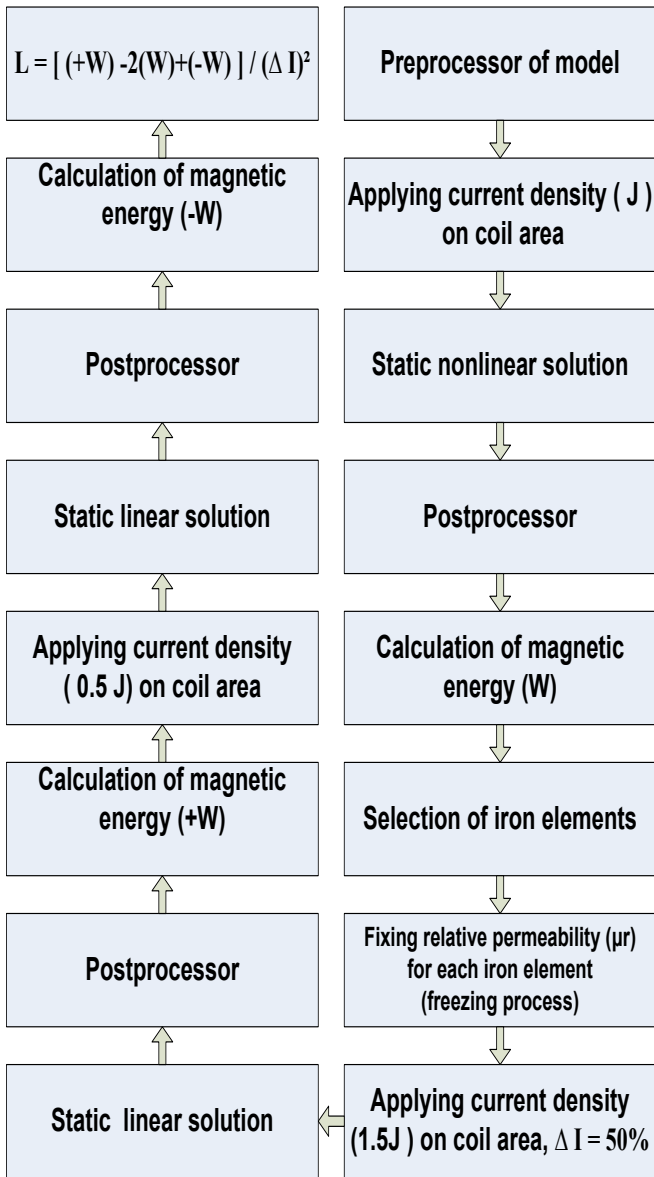 Preprocessor of model
Applying current density ( J )
on coil area
Static nonlinear solution
Postprocessor
Calculation of magnetic
energy (W)
Selection of iron elements
Fixing relative permeability (µr)
for each iron element
(freezing process)
Applying current density
(1.5J ) on coil area, Δ I = 50%
Static linear solution
Postprocessor
Calculation of magnetic
energy (+W)
Applying current density
( 0.5 J) on coil area
Static linear solution
Postprocessor
Calculation of magnetic
energy (-W)
L = [ (+W) -2(W)+(-W) ] / (Δ I)²